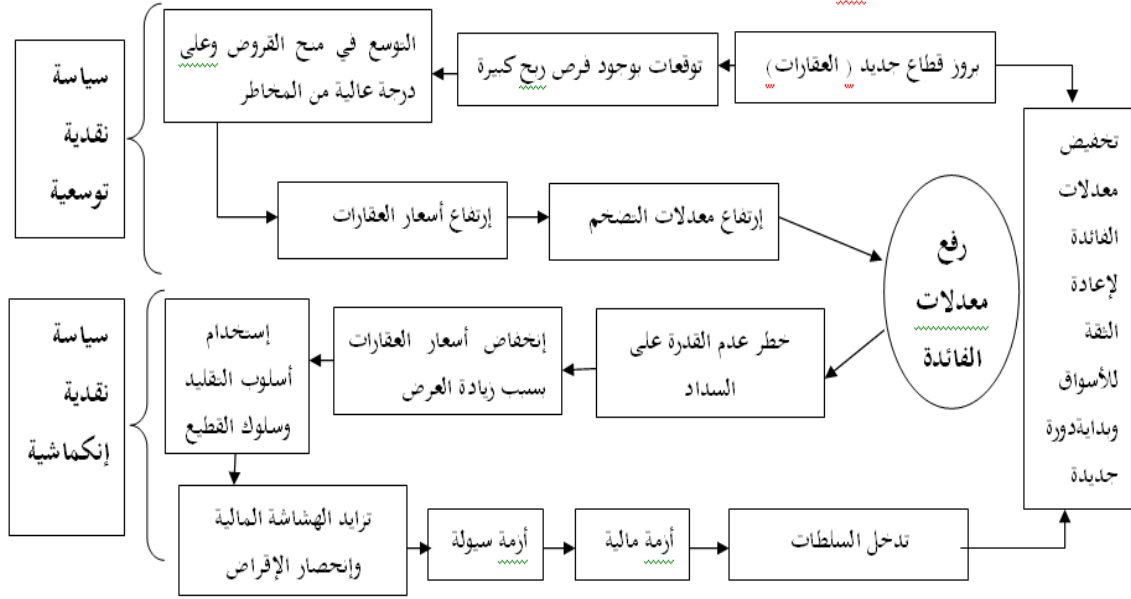 سياسة
نقدية
توسعية
بروز قطاع جديد ( العقارات)
توقعات بوجود فرص ربح كبيرة
التوسع في منح القروض وعلى
درجة عالية من المخاطر
إرتفاع أسعار العقارات
إرتفاع معدلات التضخم
رفع
معدلات
الفائدة
سياسة
نقدية
إنكماشية
خطر عدم القدرة على
السداد
إنخفاض أسعار العقارات
بسبب زيادة العرض
إستخدام
أسلوب التقليد
وسلوك القطيع
تزايد الهشاشة المالية
وإنحصار الإقراض
أزمة سيولة
أزمة مالية
تدخل السلطات
تخفيض
معدلات
الفائدة
لإعادة
الثقة
للأسواق
وبدايةدورة
جديدة